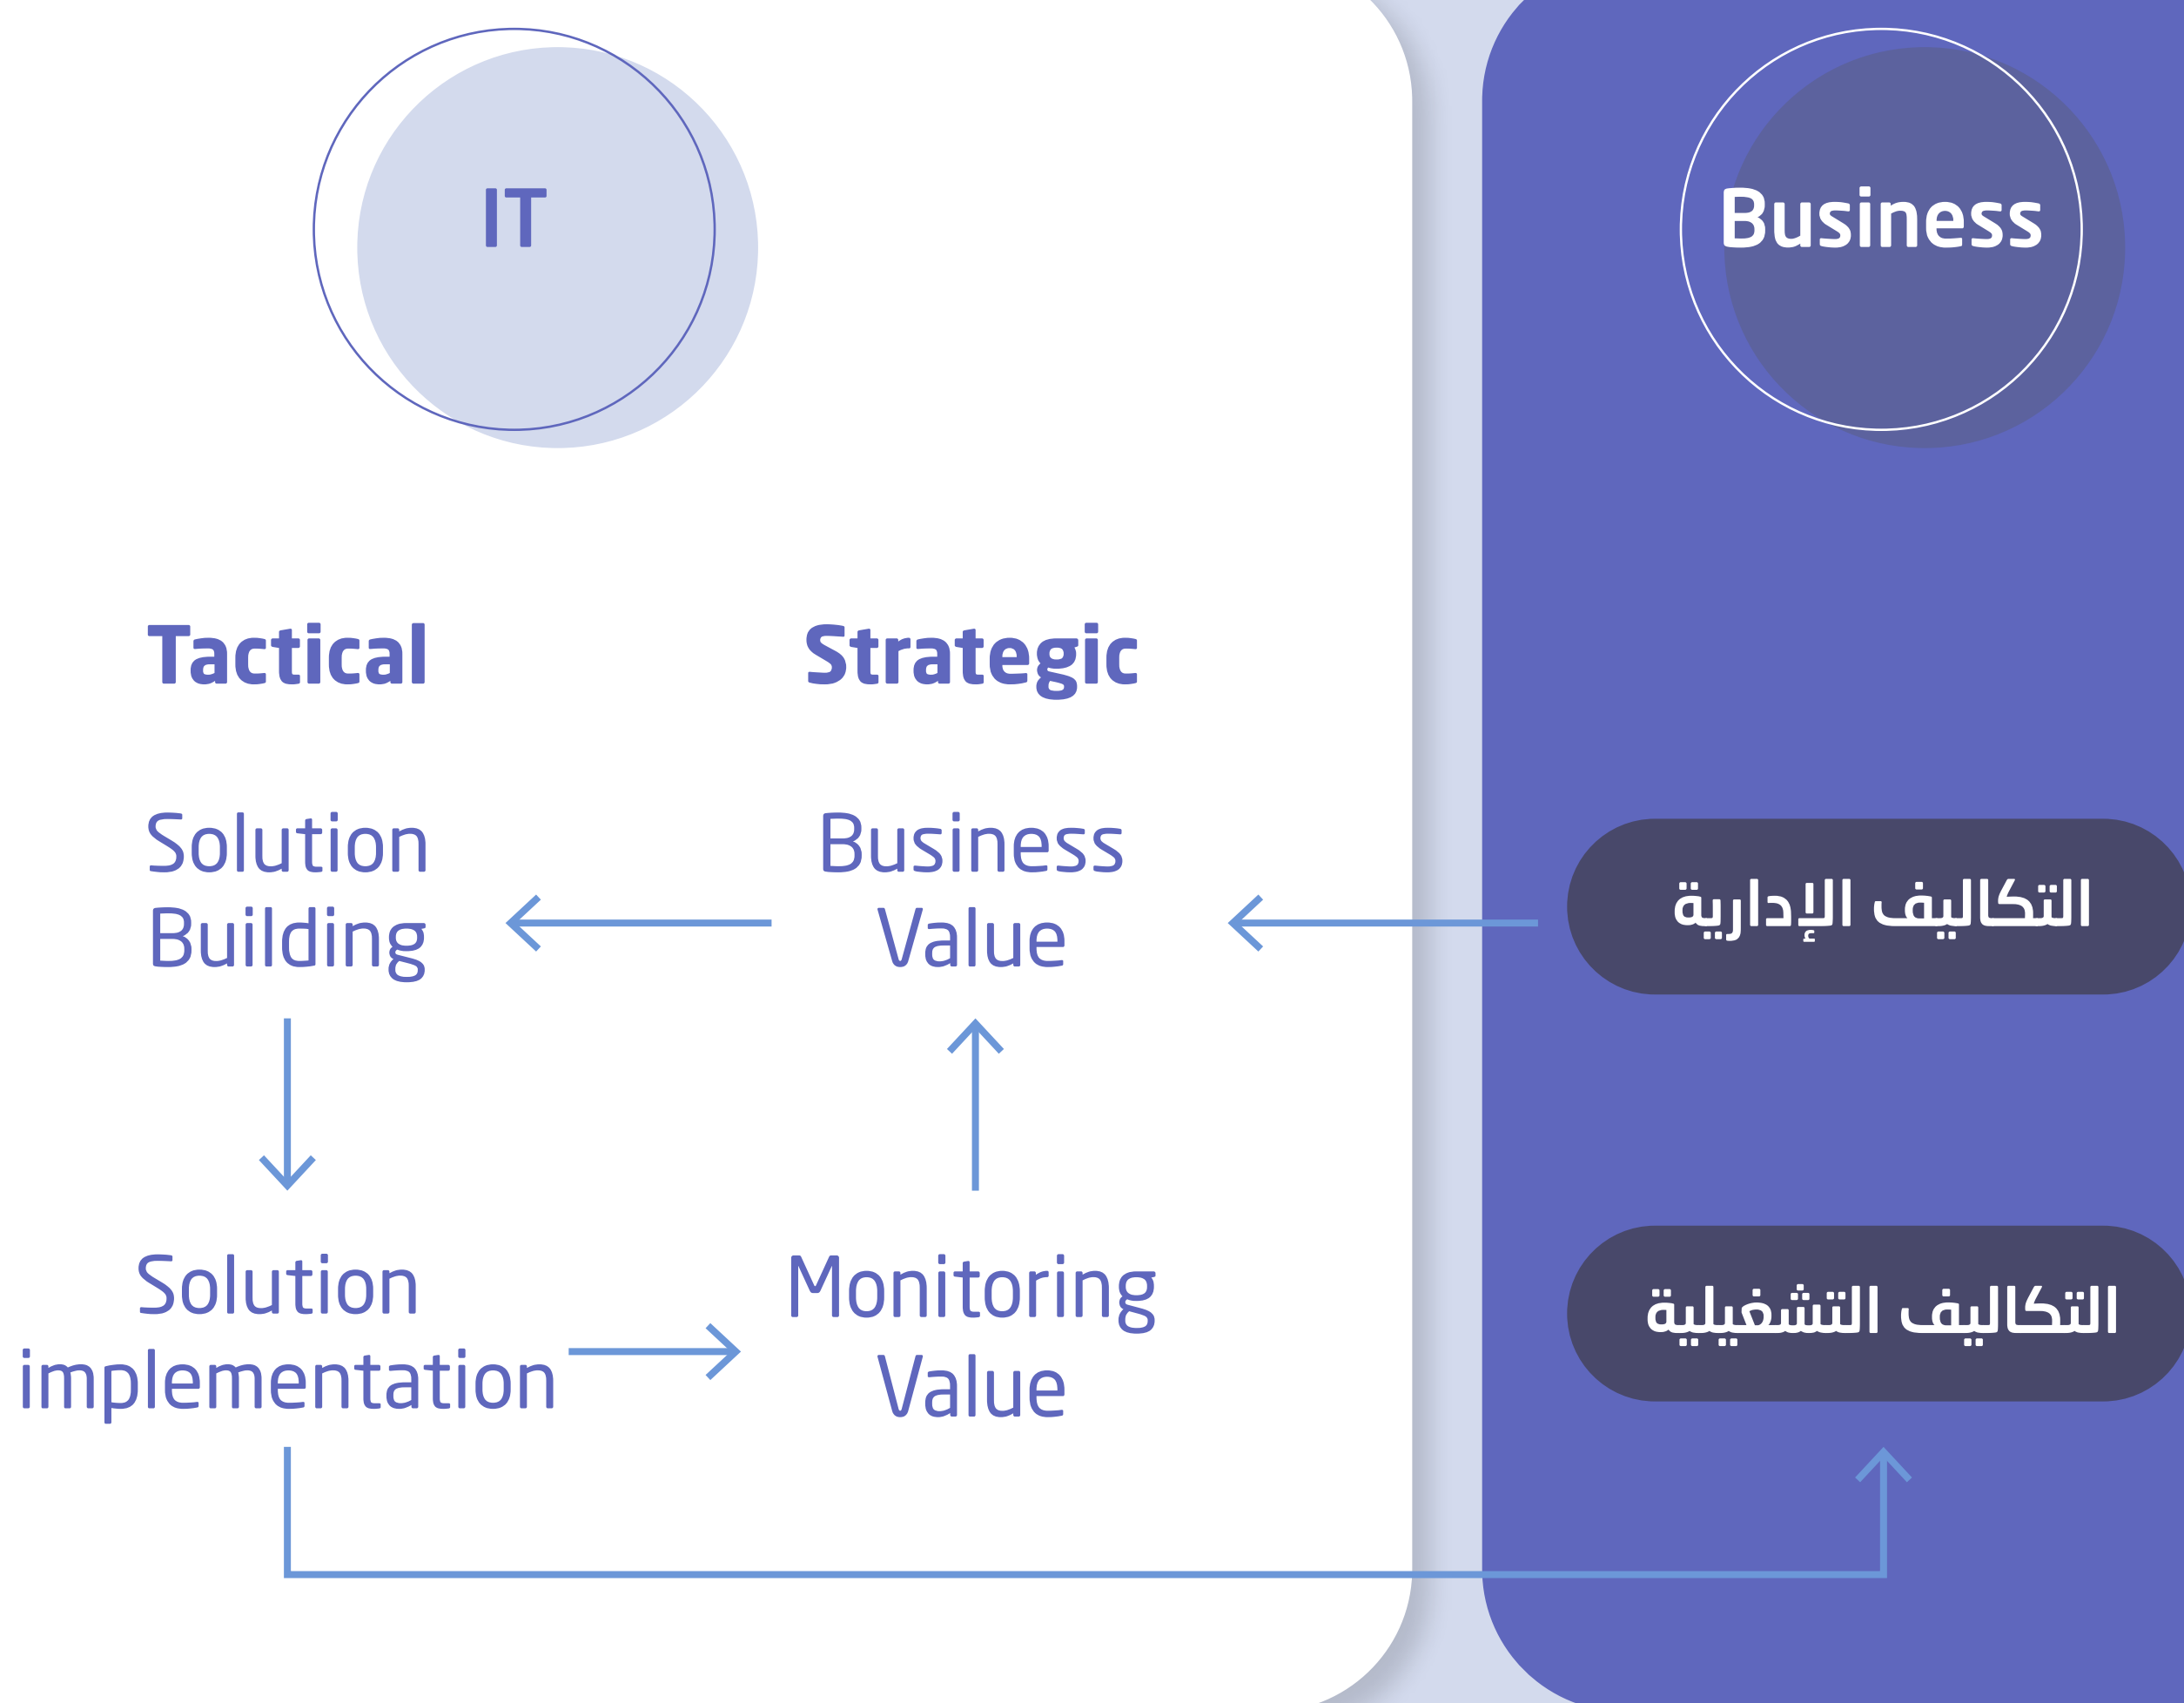 IT
Business
Tactical
Strategic
Solution
Building
Business
Value
التكاليف الإدارية
Solution
implementation
Monitoring
Value
التكاليف التشغيلية